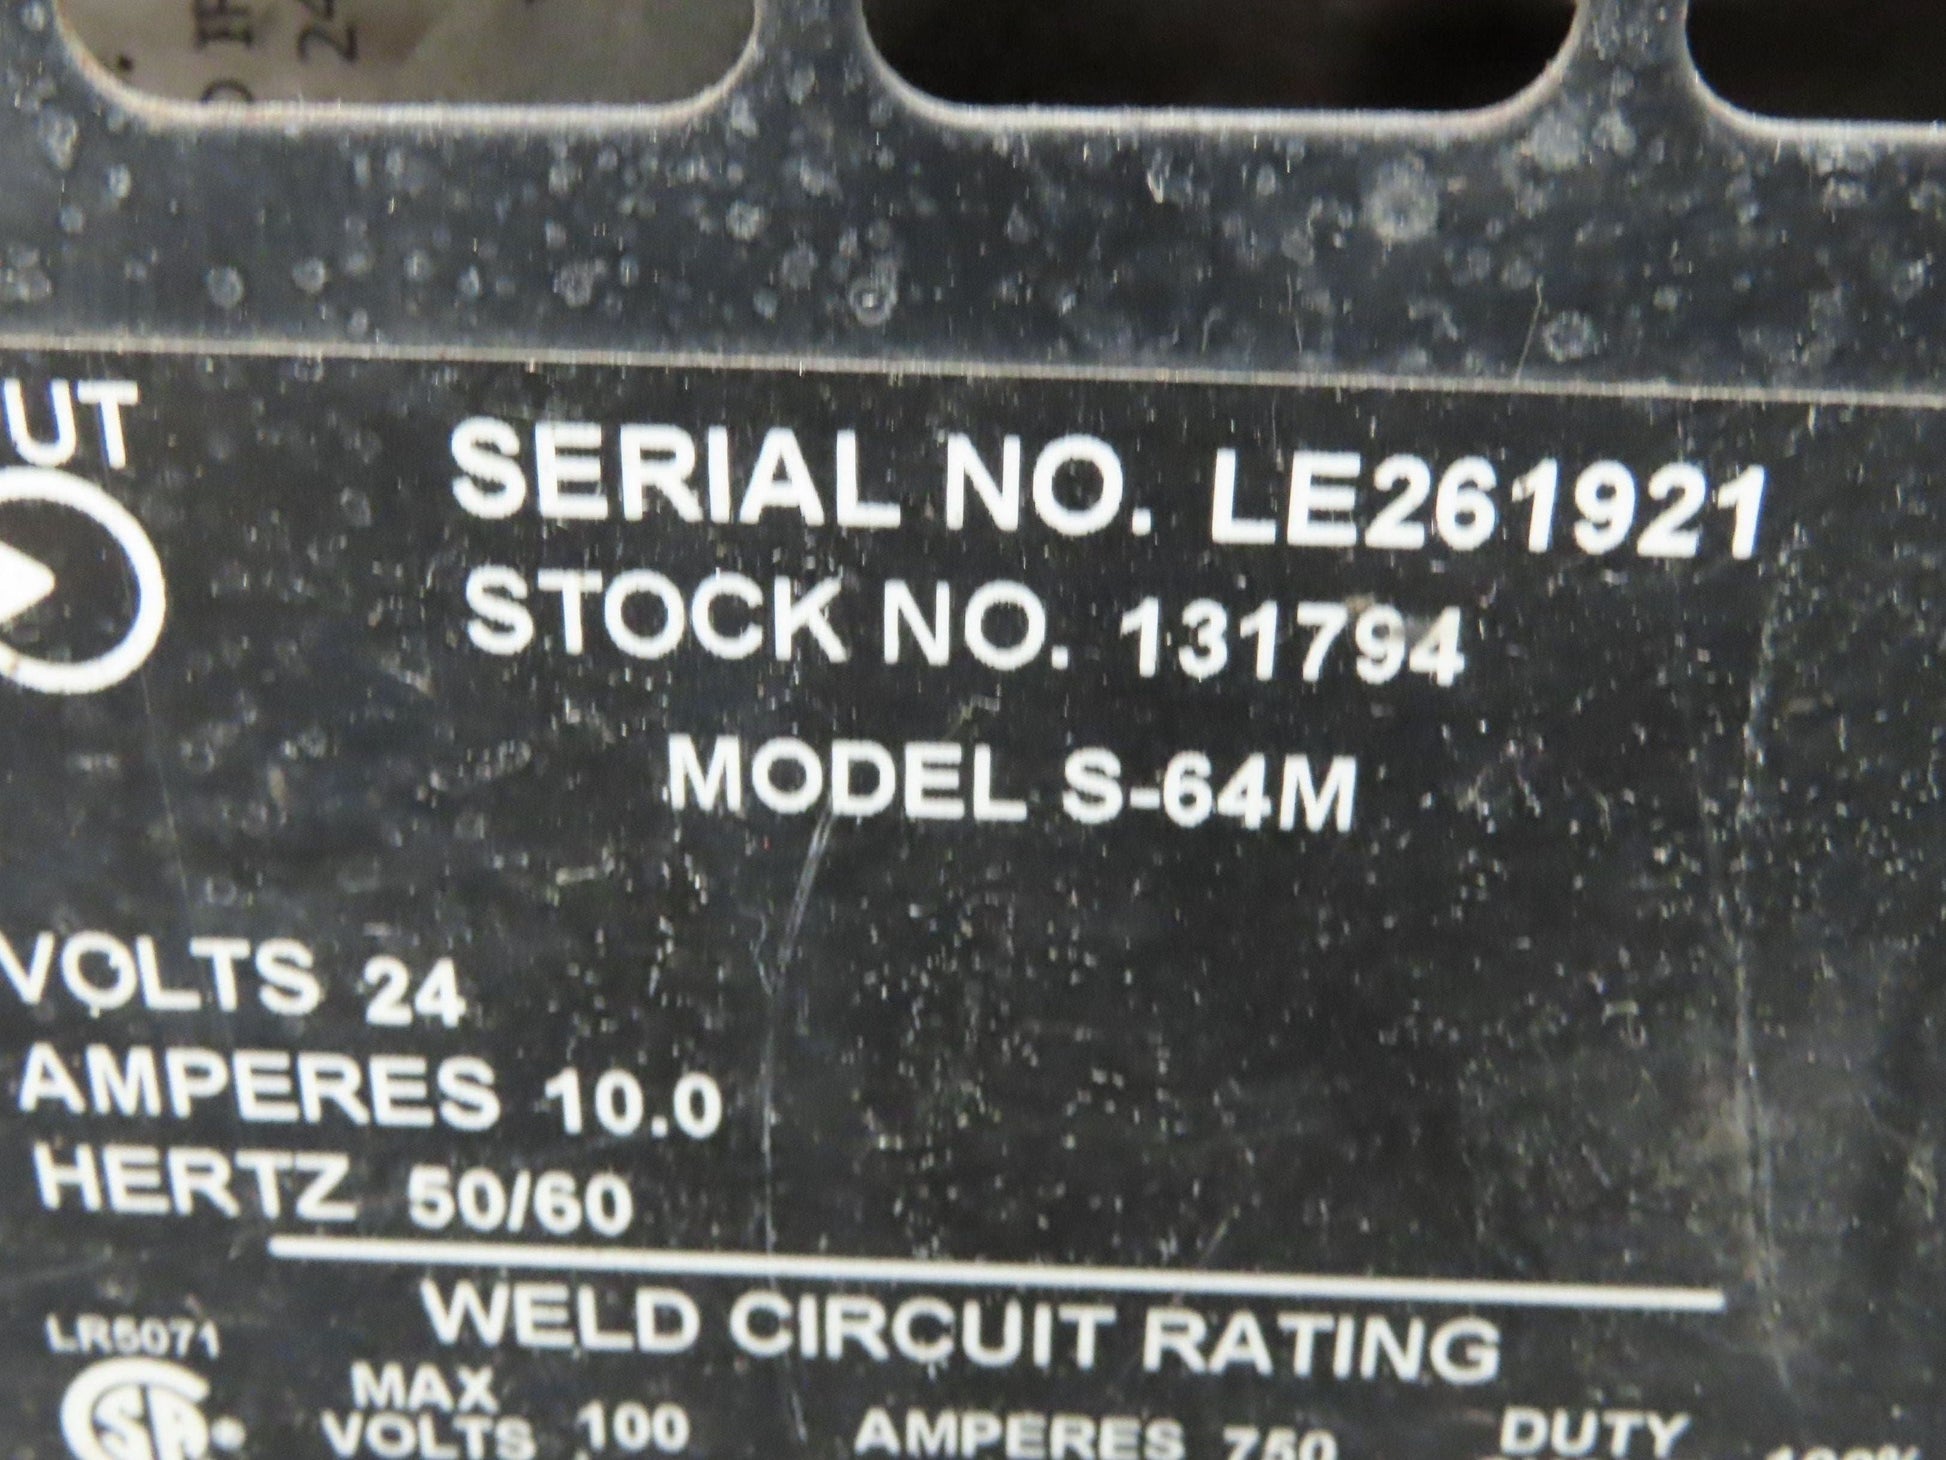 UT
SERIAL NO. LE261921
STOCK NO. 131794
MODEL S-64M
VOLTS 24
AMPERES 10.0
HERTZ 50/60
WELD CIRCUIT RATING
LR5071
MAX
VOLTS 100
AMPERES 750
DUTY
100%